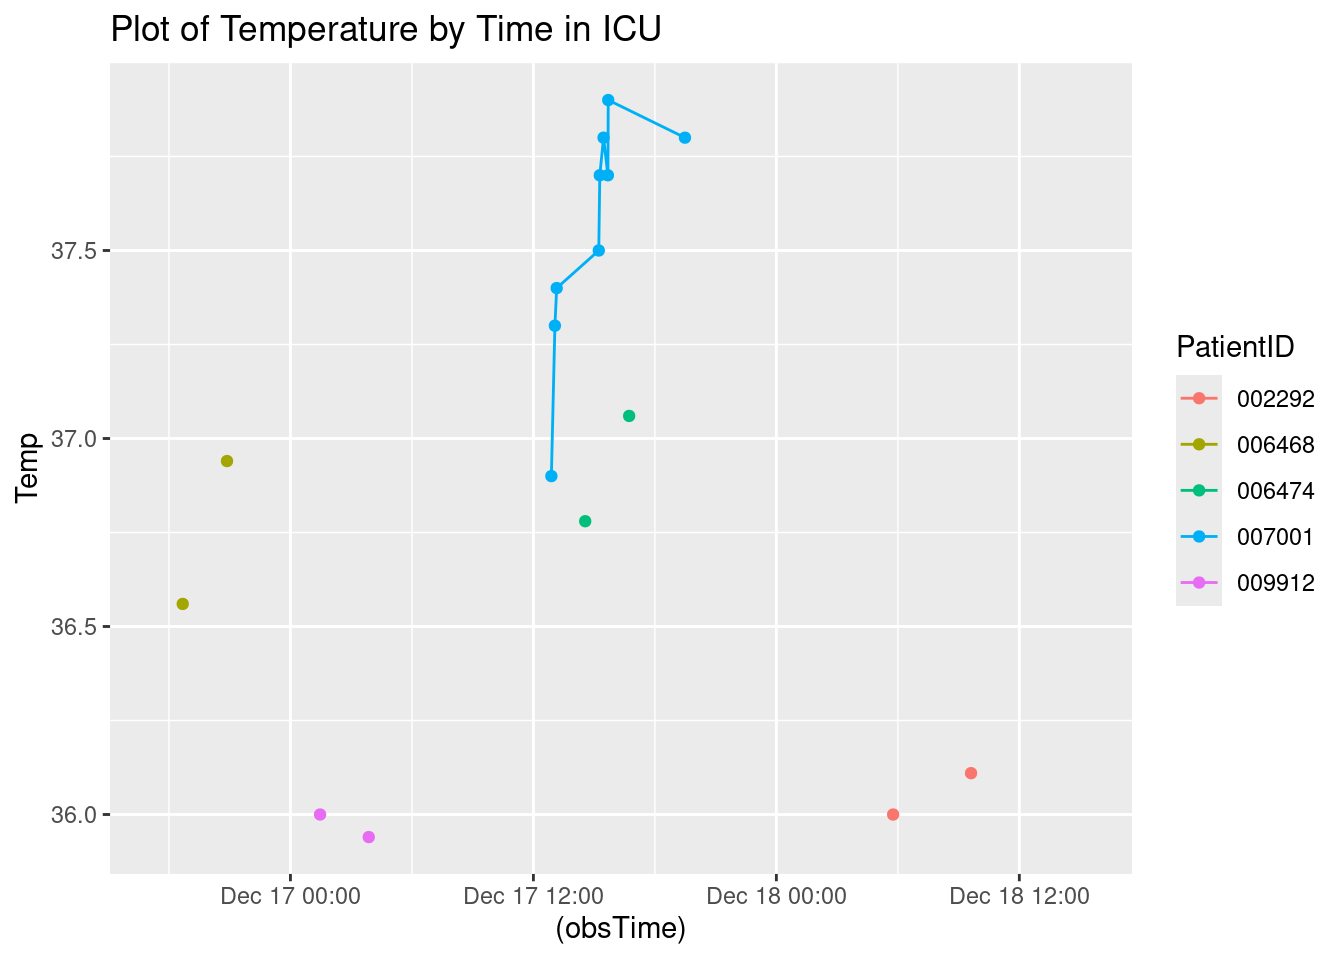 Plot of Temperature by Time in ICU
Temp
37.5
37.0
36.5
36.0
Dec 17 00:00
Dec 17 12:00
Dec 18 00:00
Dec 18 12:00
(obsTime)
PatientID
002292
006468
006474
007001
009912